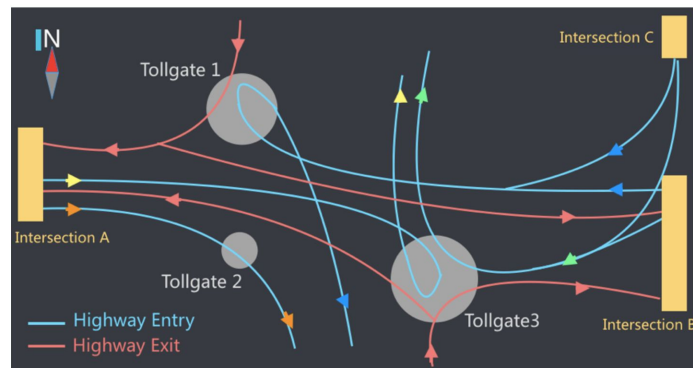 N
Intersection C
Tollgate 1
Intersection A
Tollgate 2
Tollgate3
Intersection B
Highway Entry
Highway Exit